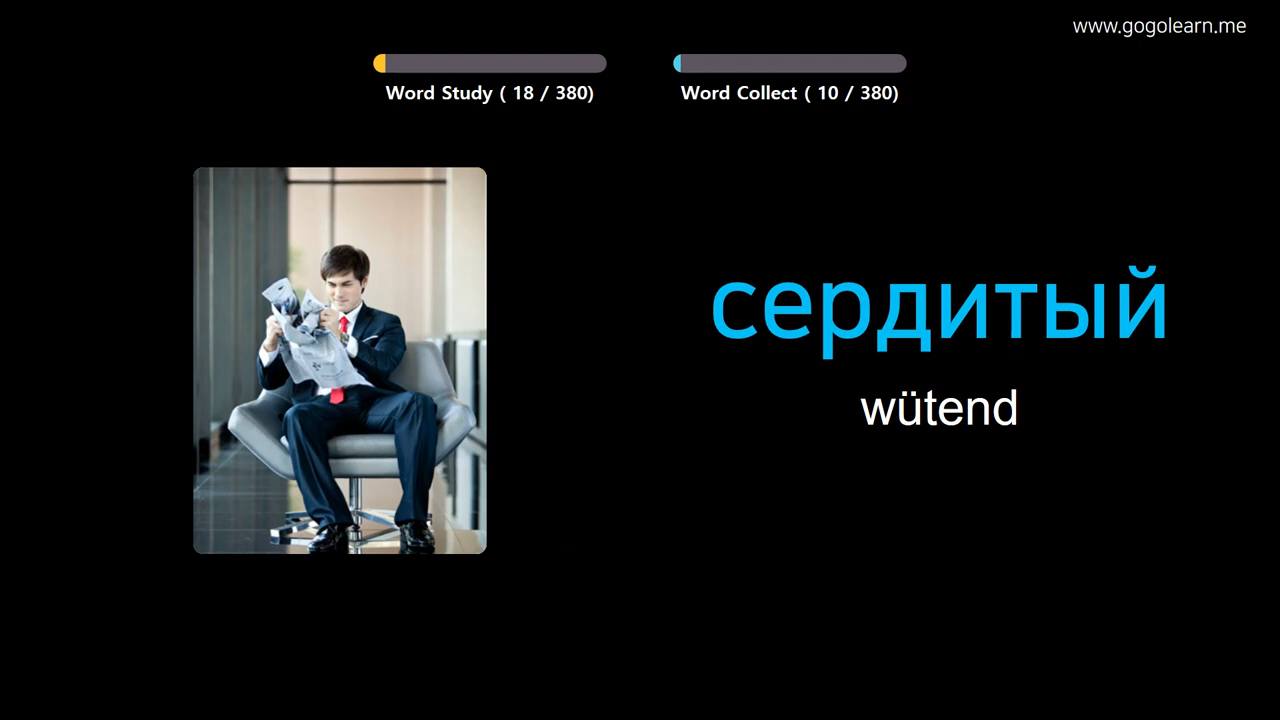 www.gogolearn.me
Word Study ( 18 / 380)
Word Collect ( 10 / 380)
сердитый
wütend